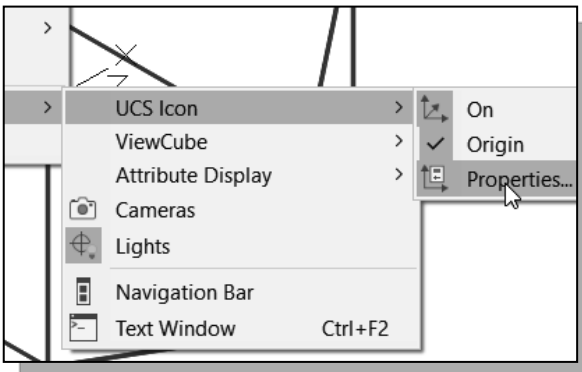 UCS Icon
ViewCube
Attribute Display
Cameras
Lights
Navigation Bar
Text Window Ctrl+F2
On
Origin
Properties...